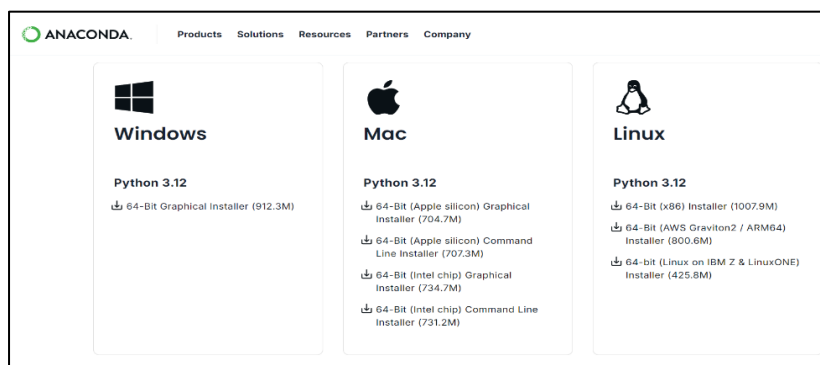 ANACONDA.
Products Solutions Resources Partners Company
Windows
Python 3.12
64-Bit Graphical Installer (912.3M)
Mac
Python 3.12
64-Bit (Apple silicon) Graphical
Installer (704.7M)
64-Bit (Apple silicon) Command
Line Installer (707.3M)
64-Bit (Intel chip) Graphical
Installer (734.7M)
64-Bit (Intel chip) Command Line
Installer (731.2M)
Linux
Python 3.12
64-Bit (x86) Installer (1007.9M)
64-Bit (AWS Graviton2 / ARM64)
Installer (800.6M)
64-bit (Linux on IBM Z & LinuxONE)
Installer (425.8M)